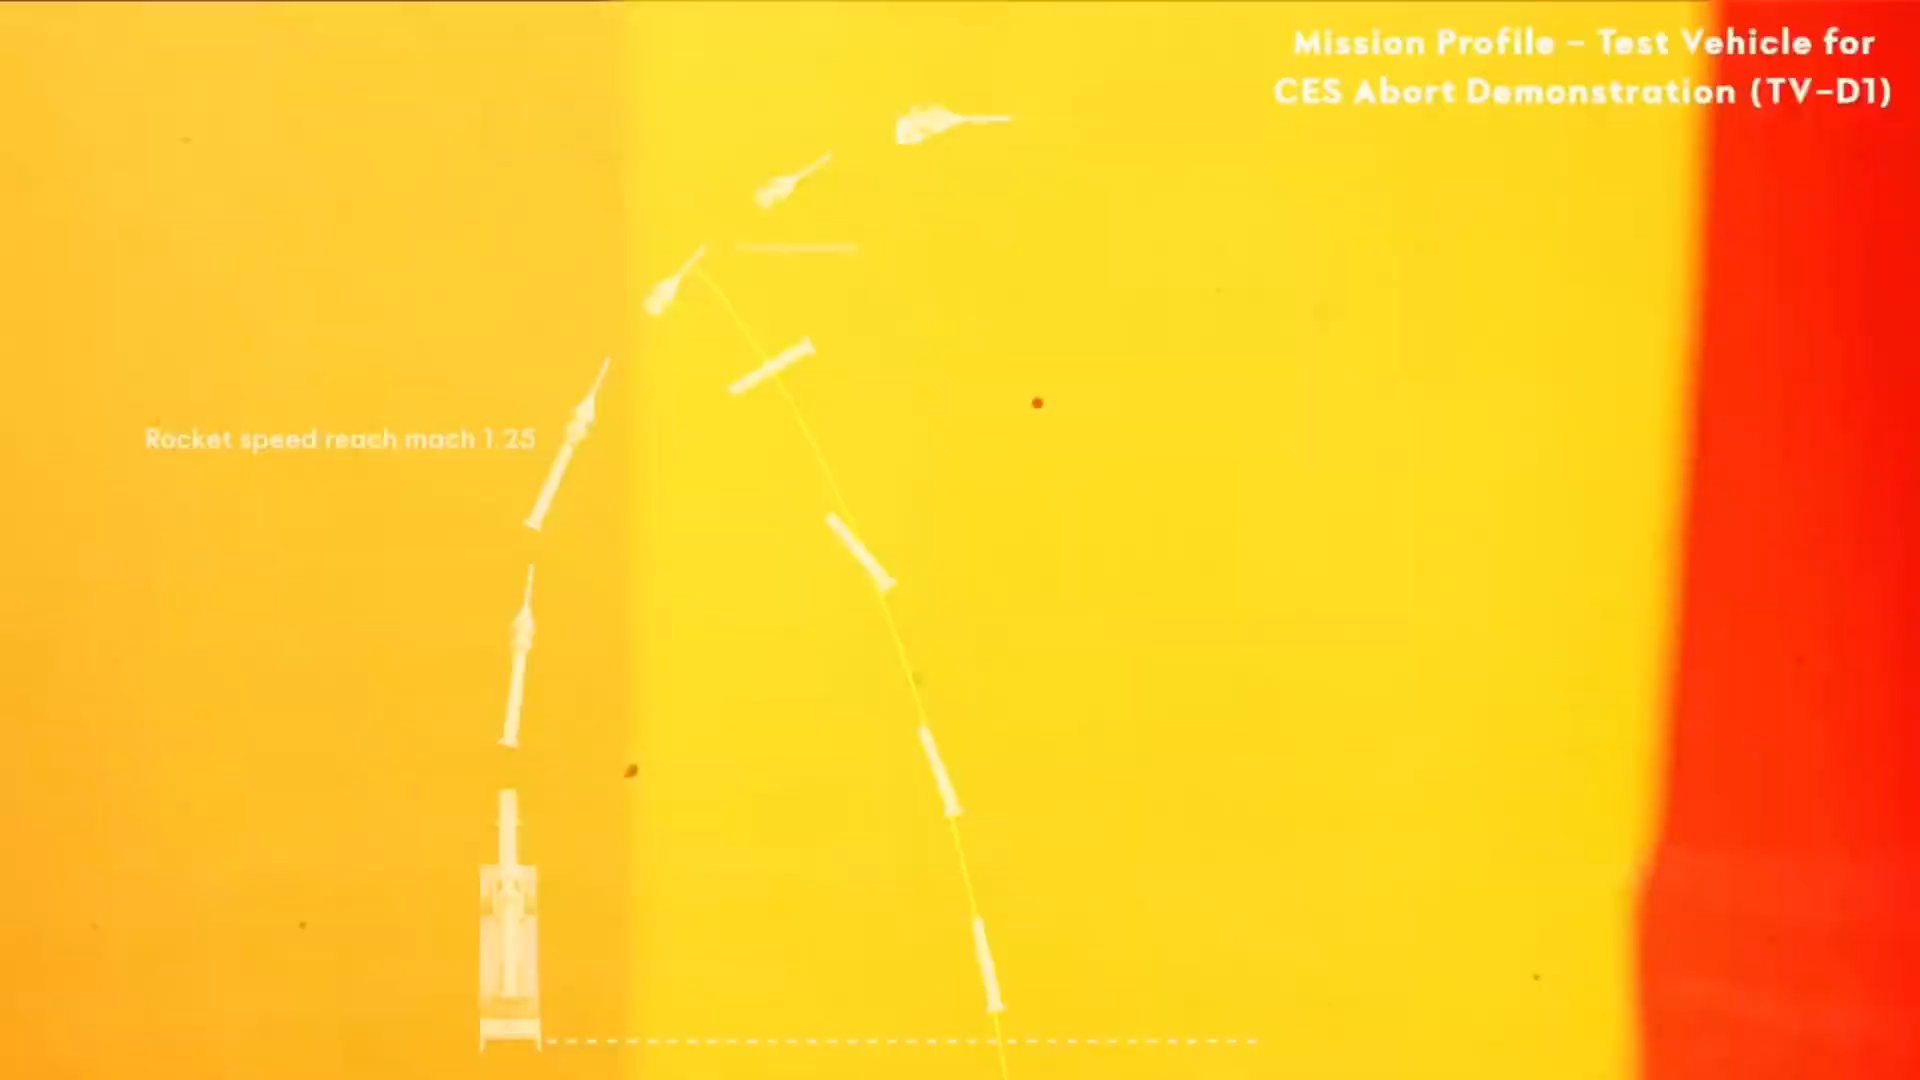 Mission Profile - Test Vehicle for
CES Abort Demonstration (TV-D1)
Rocket speed reach mach 1.25